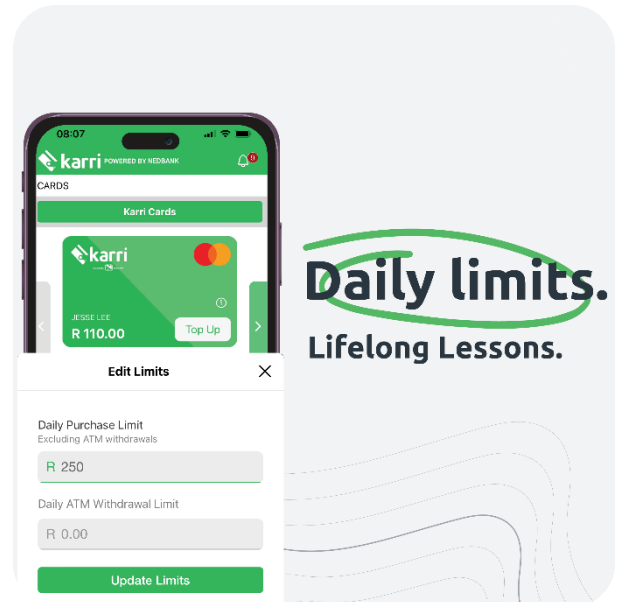 08:07
karri POWERED BY NEDBANK
9
CARDS
Karri Cards
karri
JESSE LEE
R 110.00
Top Up
Edit Limits
Daily Purchase Limit
Excluding ATM withdrawals
R 250
Daily ATM Withdrawal Limit
R 0.00
Update Limits
Daily limits.
Lifelong Lessons.